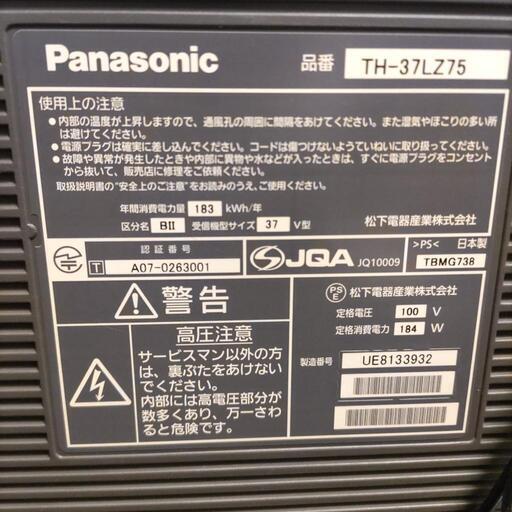 Panasonic 品番 TH-37LZ75
使用上の注意
●内部の温度が上昇しますので、通風孔の周囲に間隔をあけてください。また湿気やほこりの多い所
は避けてください。
●電源プラグは確実に差し込んでください。コードは傷つけないようていねいに取り扱ってください。
●故障や異常が発生したときや内部に異物や水などが入ったときは、すぐに電源プラグをコンセント
から抜いて、販売店に修理をご依頼ください。
取扱説明書の"安全上のご注意"をお読みのうえ、ご使用ください。
年間消費電力量 183 kWh/年
区分名 BII 受信機型サイズ 37 V型
松下電器産業株式会社
認証番号
T A07-0263001
JQA JQ10009
>PS< 日本製
TBMG738
警告
高圧注意
サービスマン以外の方
は、裏ぶたをあけない
でください。
内部には高電圧部分が
数多くあり、万一さわ
ると危険です。
PSE 松下電器産業株式会社
定格電圧 100 V
定格消費電力 184 W
製造番号 UE8133932